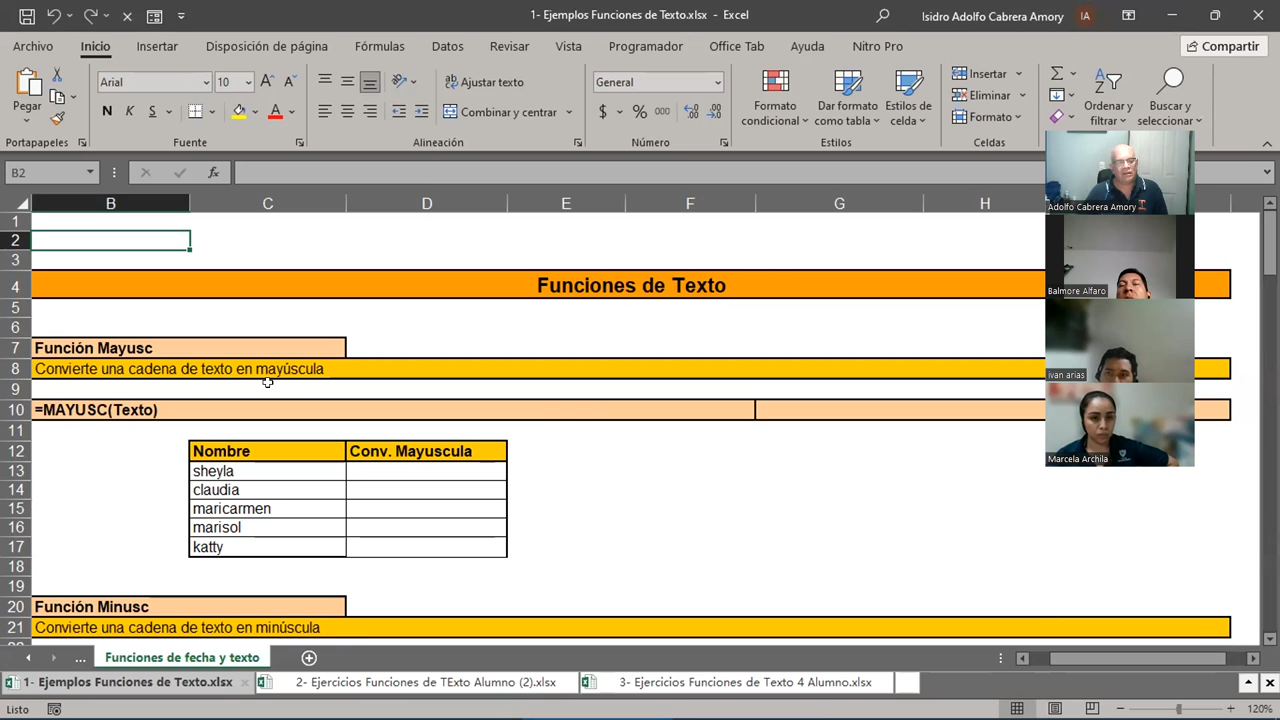 1- Ejemplos Funciones de Texto.xlsx - Excel
Isidro Adolfo Cabrera Amory IA
Archivo Inicio Insertar Disposición de página Fórmulas Datos Revisar Vista Programador Office Tab Ayuda Nitro Pro Compartir
Pegar
Portapapeles
Arial 10
N K S
Fuente
Ajustar texto
Combinar y centrar
Alineación
General
$ % 000
Número
Formato condicional
Dar formato como tabla
Estilos de celda
Estilos
Insertar
Eliminar
Formato
Celdas
Ordenar y filtrar
Buscar y seleccionar
B2 fx
B C D E F G H
1
2
3
4 Funciones de Texto
5
6
7 Función Mayusc
8 Convierte una cadena de texto en mayúscula
9
10 =MAYUSC(Texto)
11
12 Nombre Conv. Mayuscula
13 sheyla
14 claudia
15 maricarmen
16 marisol
17 katty
18
19
20 Función Minusc
21 Convierte una cadena de texto en minúscula
Adolfo Cabrera Amory
Balmore Alfaro
ivan arias
Marcela Archila
... Funciones de fecha y texto
1- Ejemplos Funciones de Texto.xlsx 2- Ejercicios Funciones de TExto Alumno (2).xlsx 3- Ejercicios Funciones de Texto 4 Alumno.xlsx
Listo 120%